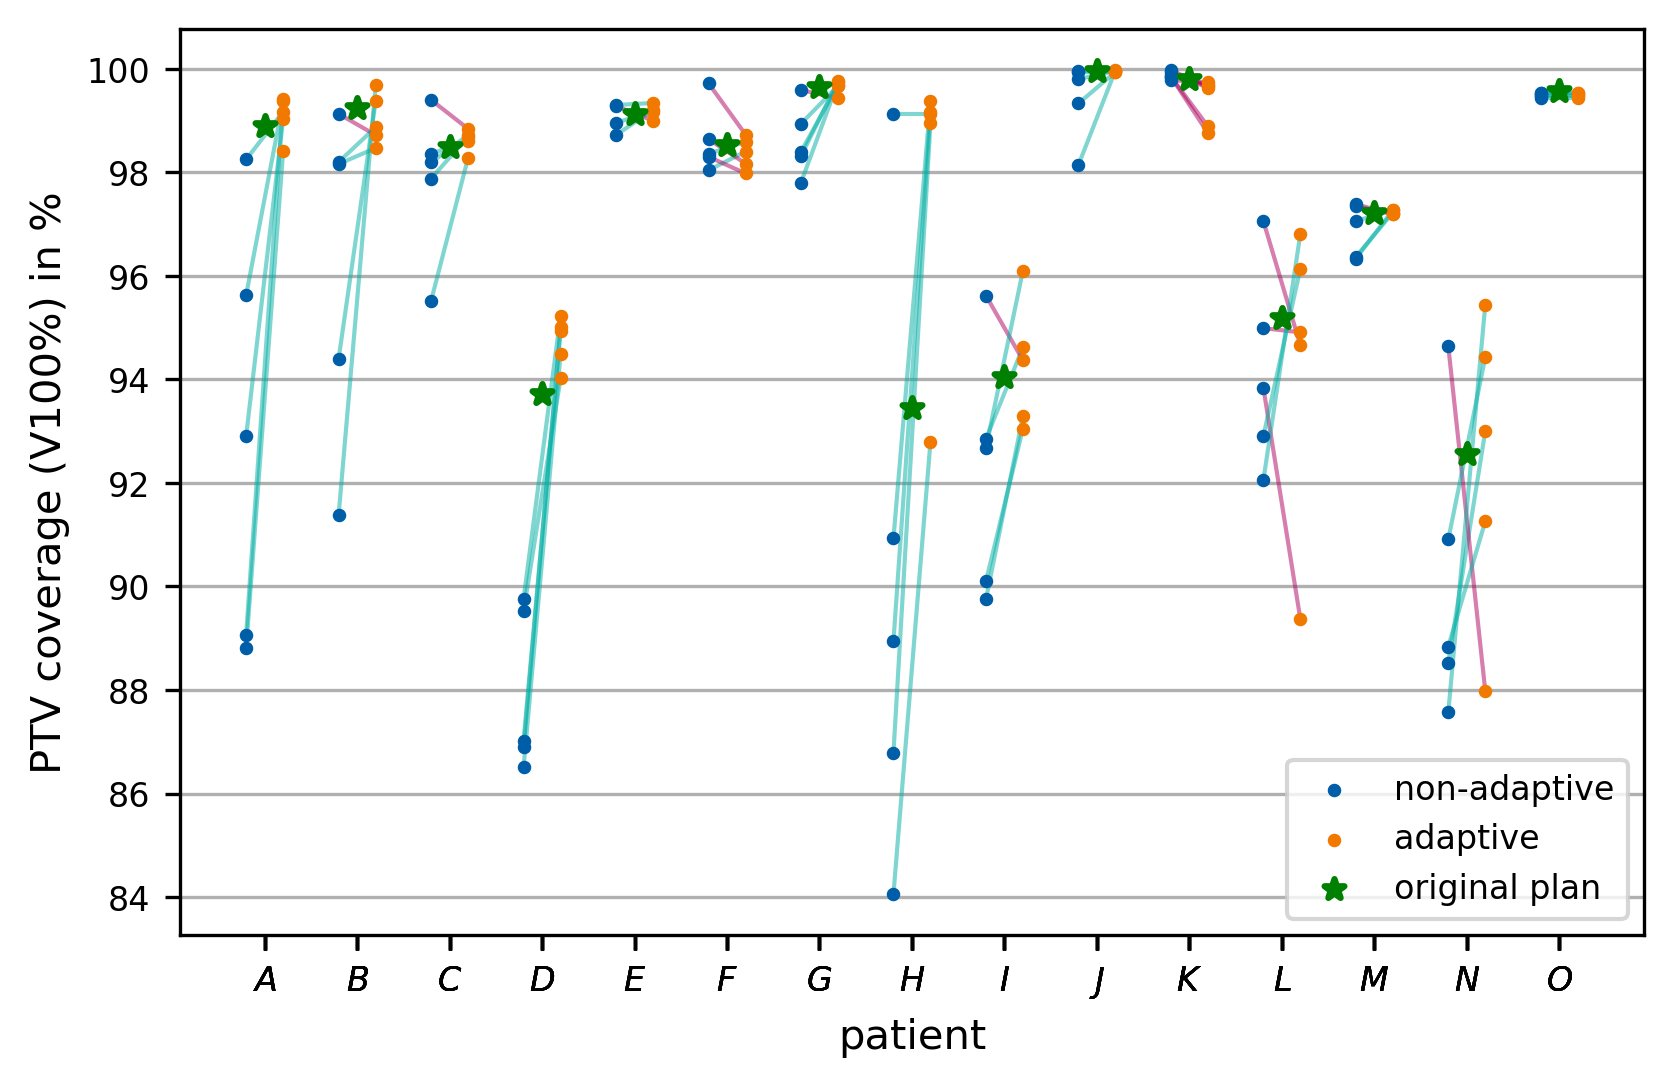 PTV coverage (V100%) in %
100
98
96
94
92
90
88
86
84
non-adaptive
adaptive
original plan
A B C D E F G H I J K L M N O
patient